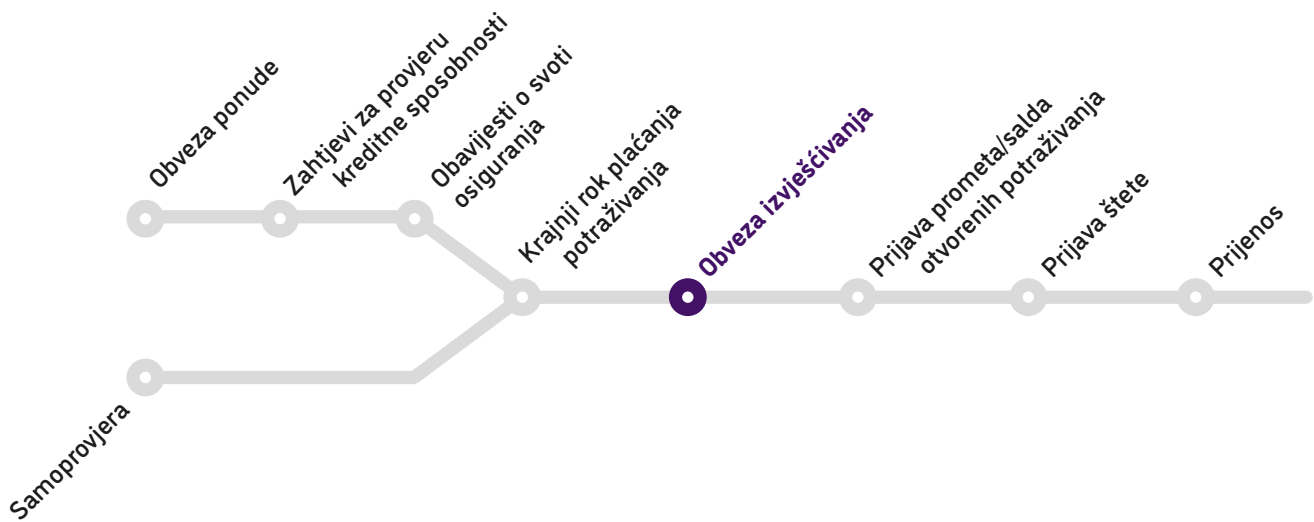 Obveza ponude
Zahtjevi za provjeru
kreditne sposobnosti
Obavijesti o svoti
osiguranja
Krajnji rok plaćanja
potraživanja
Obveza izvješćivanja
Prijava prometa/salda
otvorenih potraživanja
Prijava štete
Prijenos
Samoprovjera